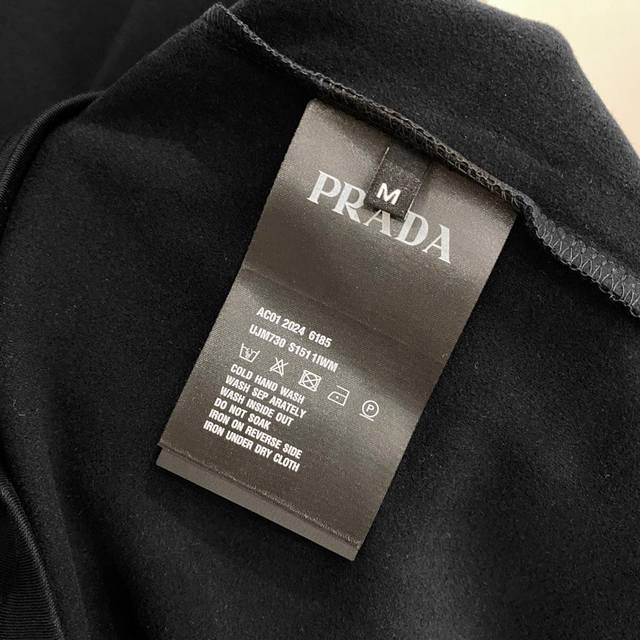 M
PRADA
AC01 2024 6185
UJM730 S151 1IWM
COLD HAND WASH
WASH SEP ARATELY
WASH INSIDE OUT
DO NOT SOAK
IRON ON REVERSE SIDE
IRON UNDER DRY CLOTH